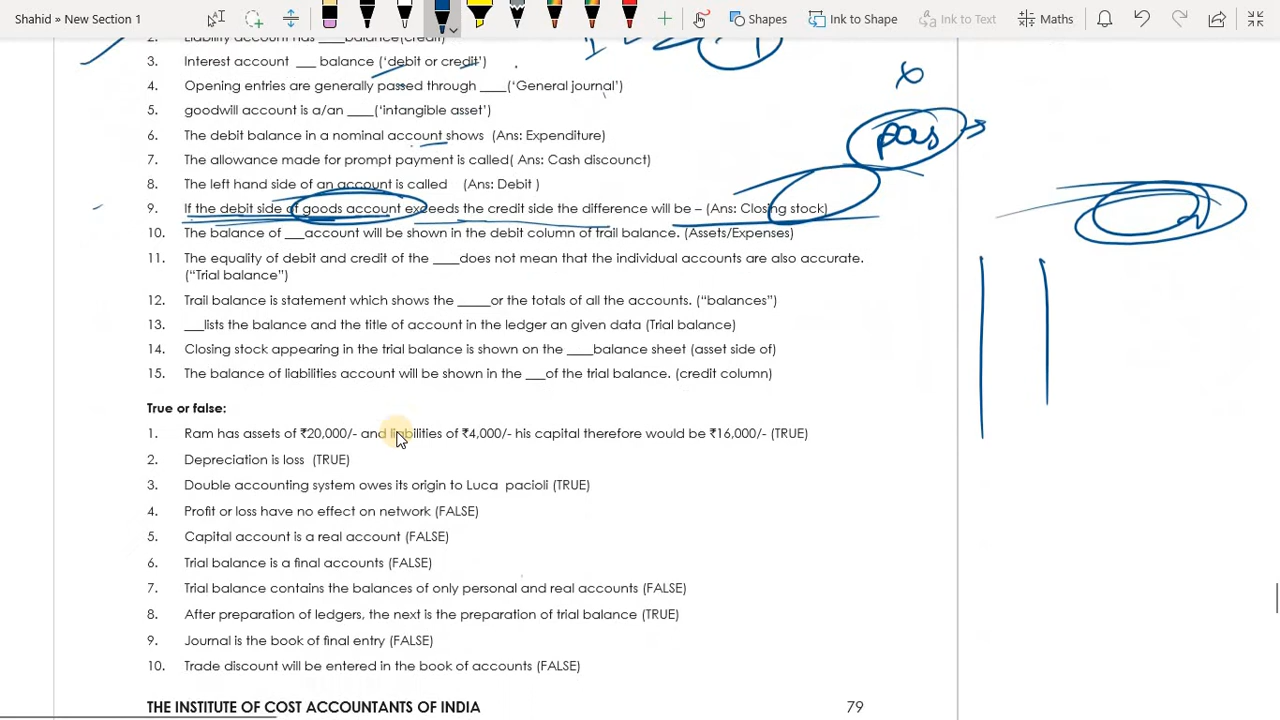 Shahid » New Section 1
Shapes
Ink to Shape
Ink to Text
Maths
2. Liability account has ____balance(credit)
3. Interest account ___ balance ('debit or credit')
4. Opening entries are generally passed through ____('General journal')
5. goodwill account is a/an ____('intangible asset')
6. The debit balance in a nominal account shows (Ans: Expenditure)
7. The allowance made for prompt payment is called( Ans: Cash discounct)
8. The left hand side of an account is called (Ans: Debit )
9. If the debit side of goods account exceeds the credit side the difference will be – (Ans: Closing stock)
10. The balance of ___account will be shown in the debit column of trail balance. (Assets/Expenses)
11. The equality of debit and credit of the ____does not mean that the individual accounts are also accurate.
("Trial balance")
12. Trail balance is statement which shows the _____or the totals of all the accounts. ("balances")
13. ___lists the balance and the title of account in the ledger an given data (Trial balance)
14. Closing stock appearing in the trial balance is shown on the ____balance sheet (asset side of)
15. The balance of liabilities account will be shown in the ___of the trial balance. (credit column)
True or false:
1. Ram has assets of ₹20,000/- and liabilities of ₹4,000/- his capital therefore would be ₹16,000/- (TRUE)
2. Depreciation is loss (TRUE)
3. Double accounting system owes its origin to Luca pacioli (TRUE)
4. Profit or loss have no effect on network (FALSE)
5. Capital account is a real account (FALSE)
6. Trial balance is a final accounts (FALSE)
7. Trial balance contains the balances of only personal and real accounts (FALSE)
8. After preparation of ledgers, the next is the preparation of trial balance (TRUE)
9. Journal is the book of final entry (FALSE)
10. Trade discount will be entered in the book of accounts (FALSE)
THE INSTITUTE OF COST ACCOUNTANTS OF INDIA 79